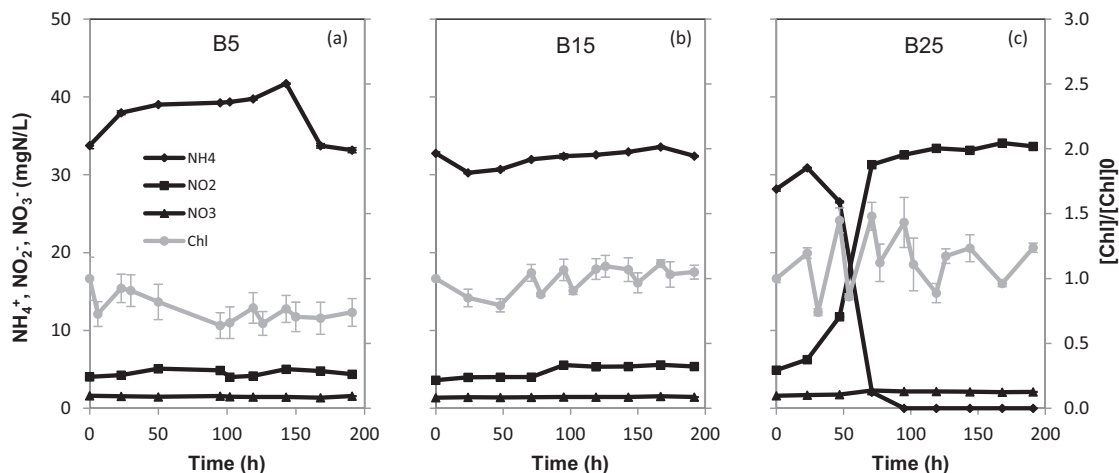 B5
(a)
B15
(b)
B25
(c)
NH₄⁺, NO₂⁻, NO₃⁻ (mgN/L)
50
40
30
20
10
0
NH4
NO2
NO3
Chl
3.0
2.5
2.0
1.5
1.0
0.5
0.0
[Chl]/[Chl]0
0 50 100 150 200
0 50 100 150 200
0 50 100 150 200
Time (h)
Time (h)
Time (h)